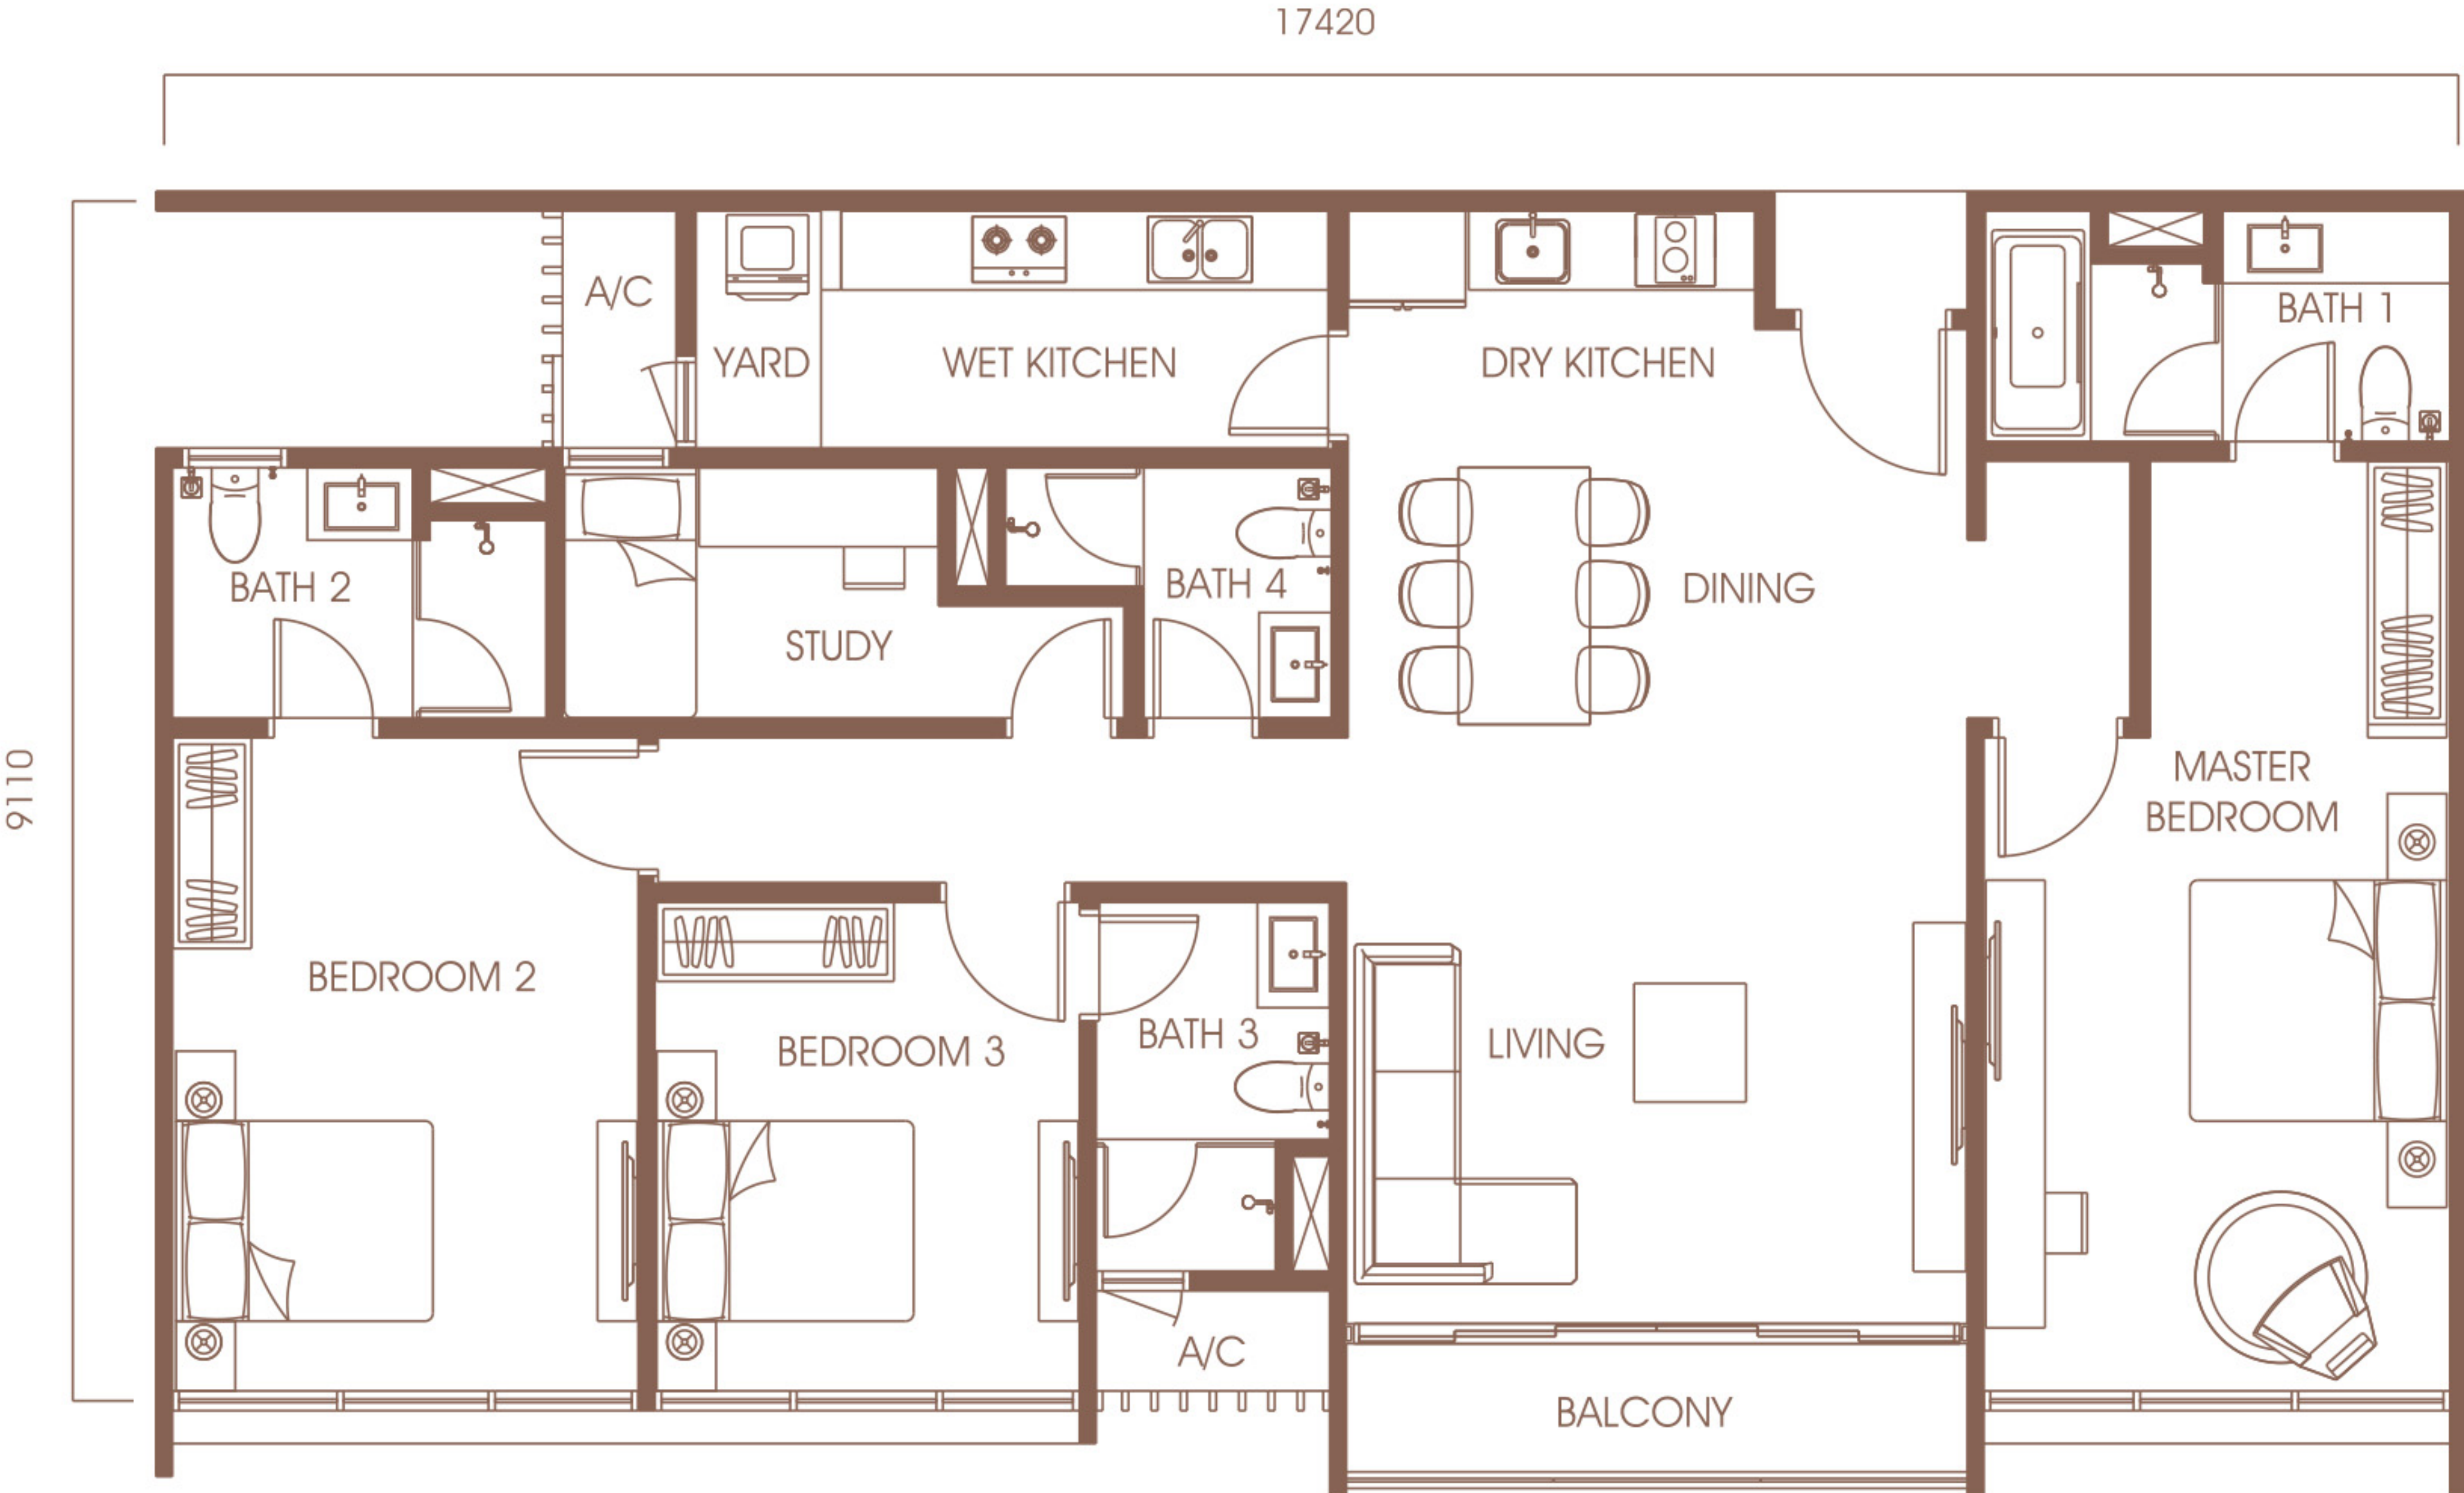 17420
9110
A/C
YARD
WET KITCHEN
DRY KITCHEN
BATH 1
BATH 2
STUDY
BATH 4
DINING
MASTER
BEDROOM
BEDROOM 2
BEDROOM 3
BATH 3
LIVING
A/C
BALCONY